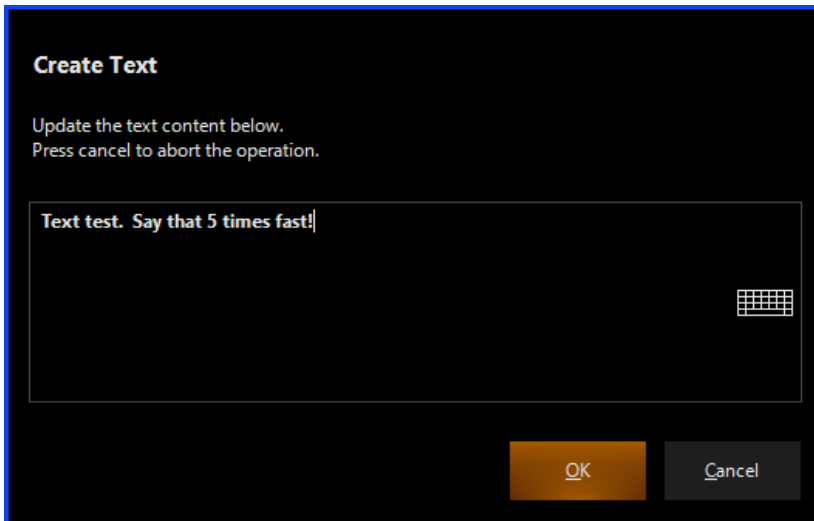 Create Text
Update the text content below.
Press cancel to abort the operation.
Text test.  Say that 5 times fast!
OK
Cancel